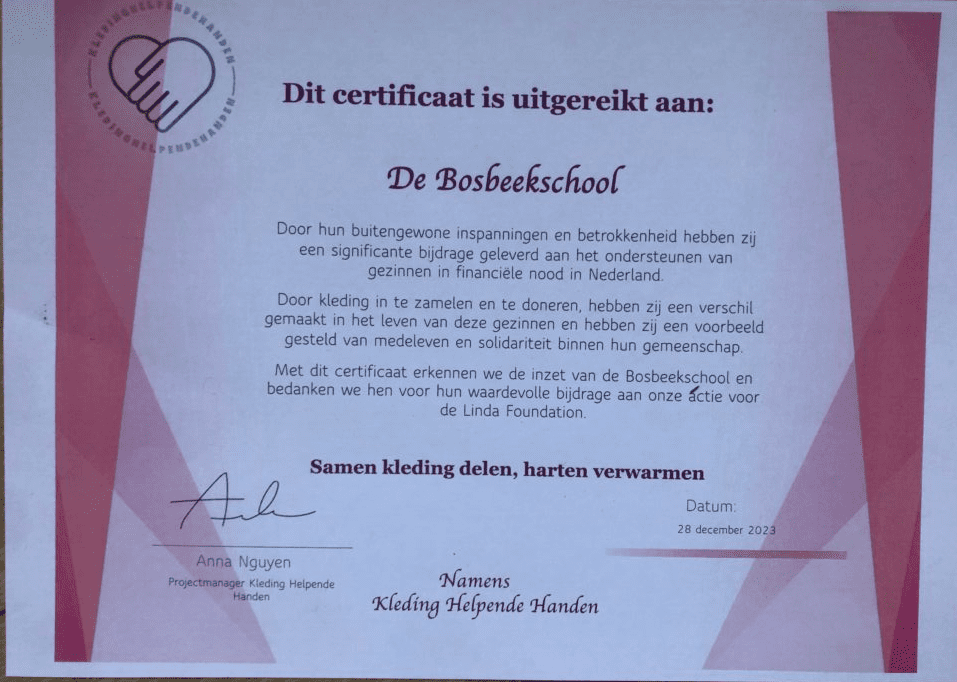 KLEDINGHELPENDEHANDEN
KLEDINGHELPENDEHANDEN
Dit certificaat is uitgereikt aan:
De Bosbeekschool
Door hun buitengewone inspanningen en betrokkenheid hebben zij
een significante bijdrage geleverd aan het ondersteunen van
gezinnen in financiële nood in Nederland.
Door kleding in te zamelen en te doneren, hebben zij een verschil
gemaakt in het leven van deze gezinnen en hebben zij een voorbeeld
gesteld van medeleven en solidariteit binnen hun gemeenschap.
Met dit certificaat erkennen we de inzet van de Bosbeekschool en
bedanken we hen voor hun waardevolle bijdrage aan onze actie voor
de Linda Foundation.
Samen kleding delen, harten verwarmen
Datum:
28 december 2023
Anna Nguyen
Projectmanager Kleding Helpende
Handen
Namens
Kleding Helpende Handen